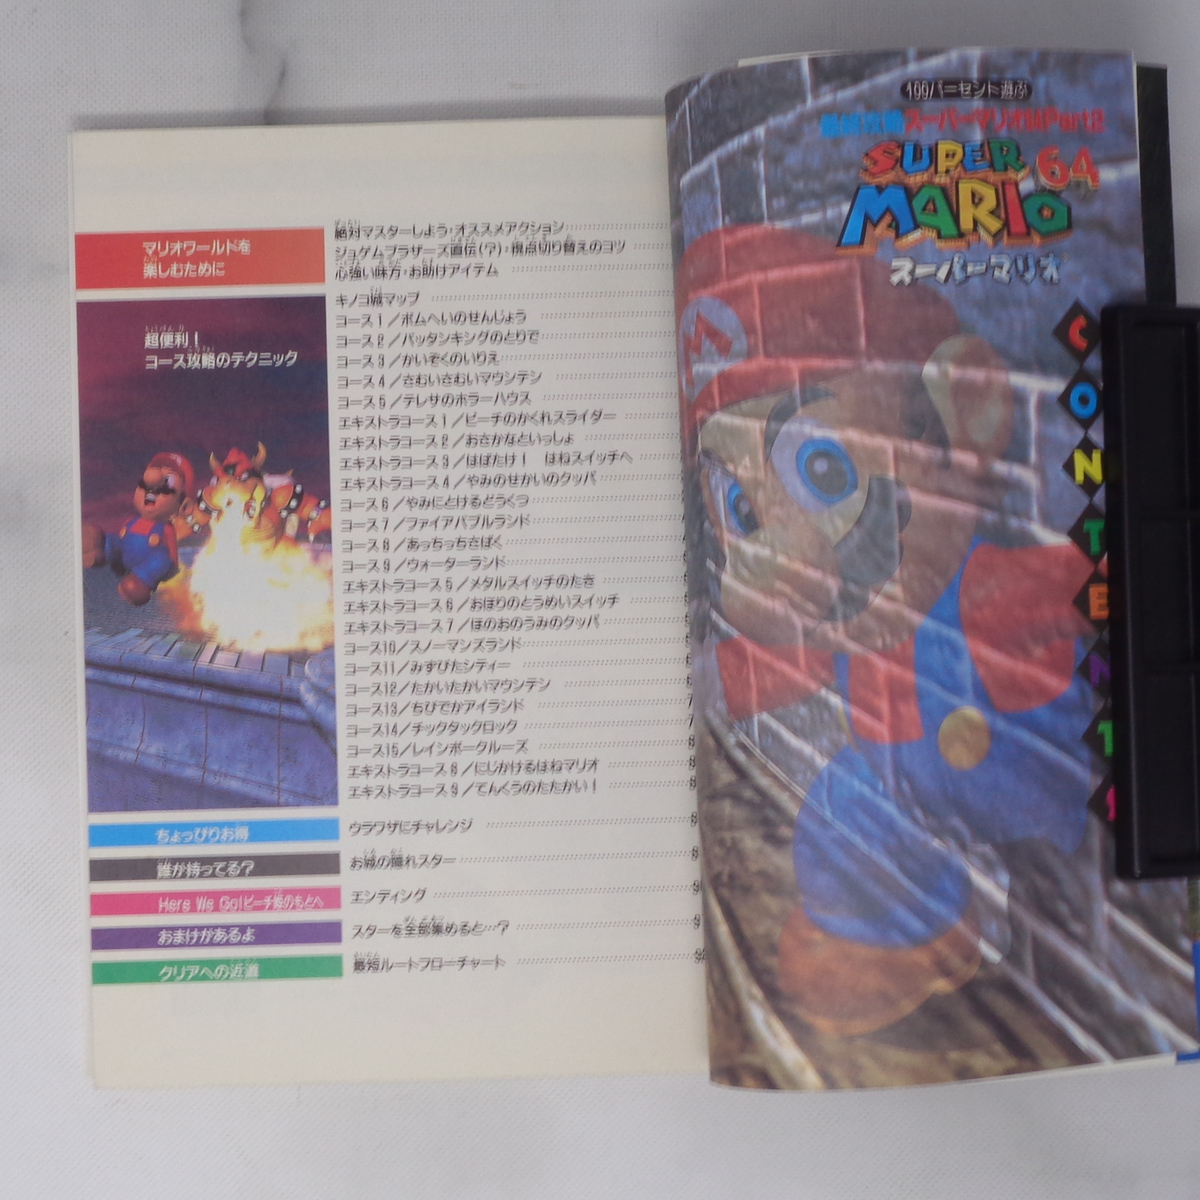 マリオワールドを
楽しむために
絶対マスターしよう・オススメアクション
ジュゲムブラザーズ直伝(?)・視点切り替えのコツ
心強い味方・お助けアイテム
超便利!
コース攻略のテクニック
キノコ城マップ
コース1/ボムへいのせんじょう
コース2/バッタンキングのとりで
コース3/かいぞくのいりえ
コース4/さむいさむいマウンテン
コース5/テレサのホラーハウス
エキストラコース1/ピーチのかくれスライダー
エキストラコース2/おさかなといっしょ
エキストラコース3/はばたけ! はねスイッチへ
エキストラコース4/やみのせかいのクッパ
コース6/やみにとけるどうくつ
コース7/ファイアバブルランド
コース8/あっちっちさばく
コース9/ウォーターランド
エキストラコース5/メタルスイッチのたき
エキストラコース6/おほりのとうめいスイッチ
エキストラコース7/ほのおのうみのクッパ
コース10/スノーマンズランド
コース11/みずびたシティー
コース12/たかいたかいマウンテン
コース13/ちびでかアイランド
コース14/チックタックロック
コース15/レインボークルーズ
エキストラコース8/にじかけるはねマリオ
エキストラコース9/てんくうのたたかい!
ちょっぴりお得
ウラワザにチャレンジ
誰が待ってる?
お城の隠れスター
Here We Go!ピーチ姫のもとへ
エンディング
おまけがあるよ
スターを全部集めると…?
クリアへの近道
最短ルートフローチャート
パーセント遊ぶ
最終攻略スーパーマリオ64Part2
SUPER
MARIO 64
スーパーマリオ
CONTENTS